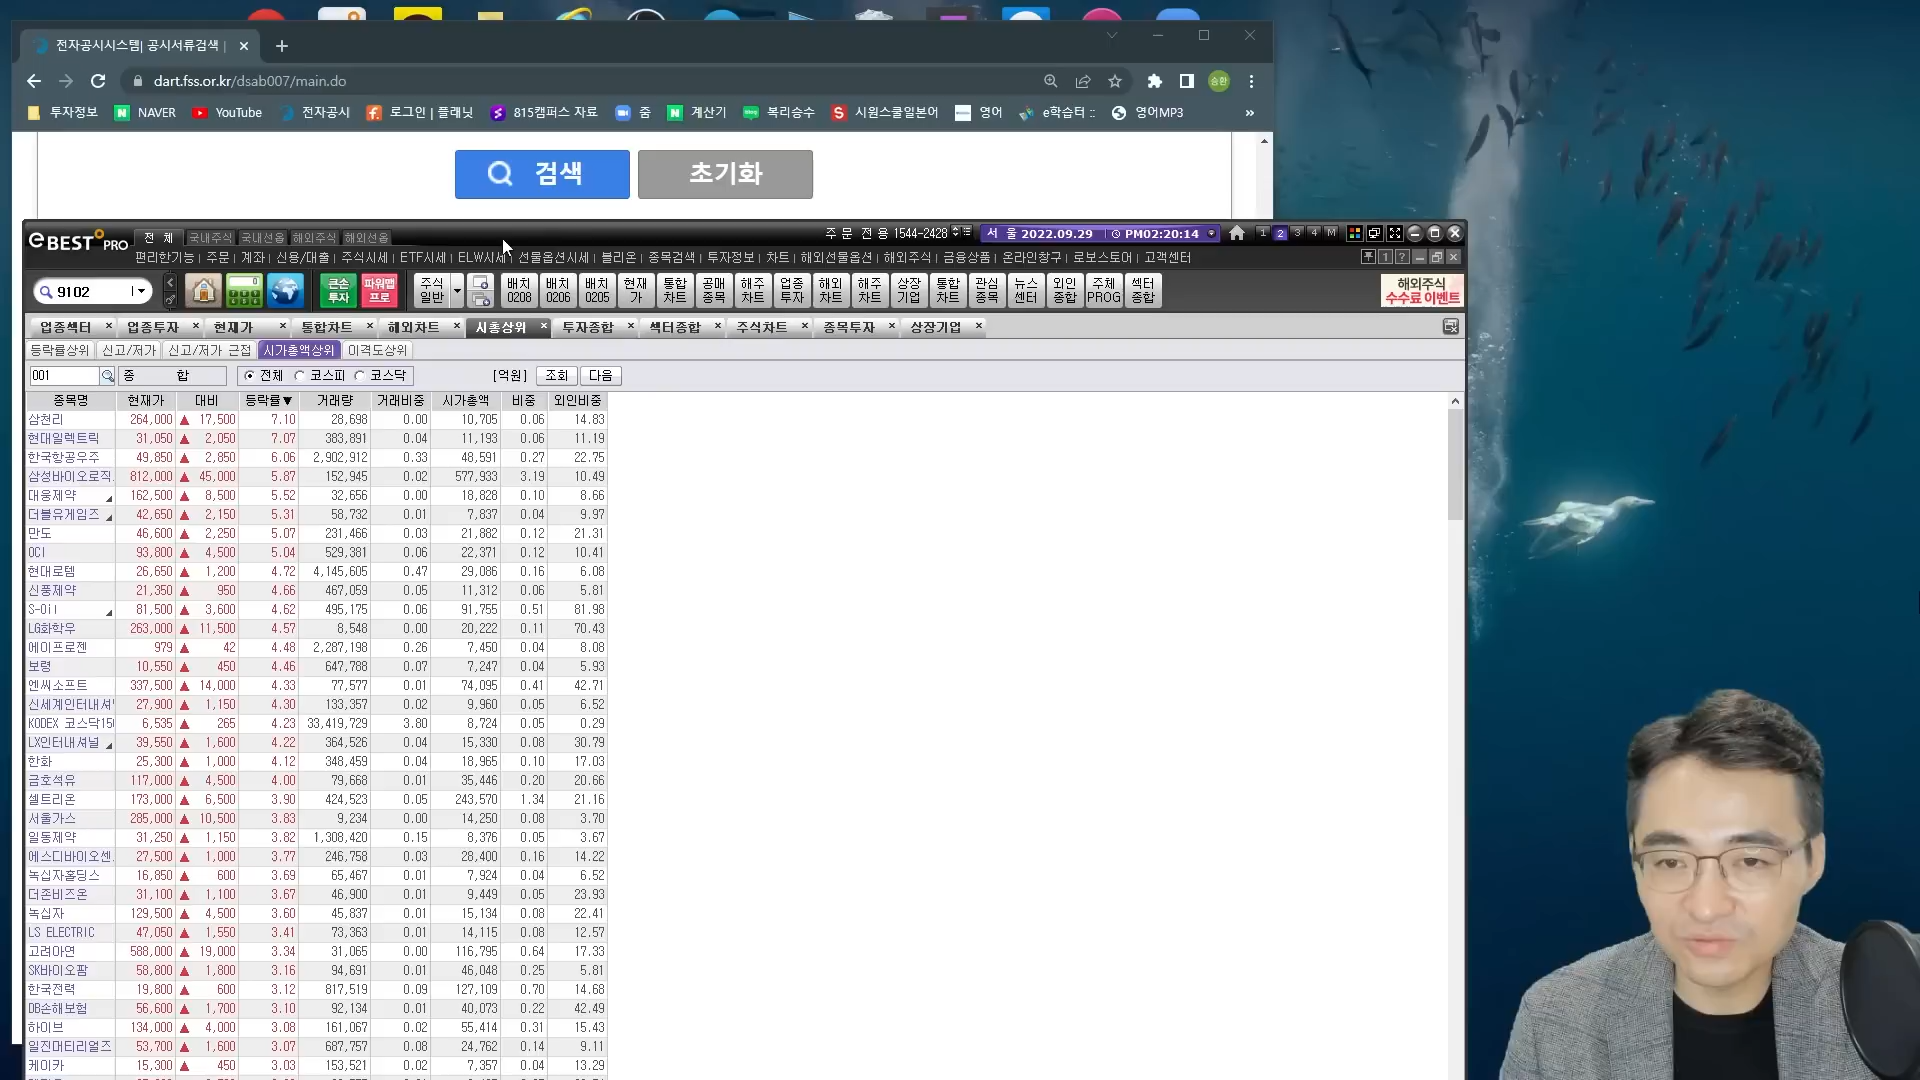 전자공시시스템| 공시서류검색 |
dart.fss.or.kr/dsab007/main.do
승환
투자정보 NAVER YouTube 전자공시 로그인 | 플래닛 815캠퍼스 자료 줌 계산기 복리승수 시원스쿨일본어 영어 e학습터 :: 영어MP3 »
검색 초기화
eBEST PRO 전 체 국내주식 국내선옵 해외주식 해외선옵 주 문 전 용 1544-2428 서 울 2022.09.29 PM02:20:14 1 2 3 4 M
편리한기능 | 주문 | 계좌 | 신용/대출 | 주식시세 | ETF시세 | ELW시세 | 선물옵션시세 | 블리온 | 종목검색 | 투자정보 | 차트 | 해외선물옵션 | 해외주식 | 금융상품 | 온라인창구 | 로보스토어 | 고객센터
9102 큰손 투자 파워맵 프로 주식 일반 배치 0208 배치 0206 배치 0205 현재 가 통합 차트 공매 종목 해주 차트 업종 투자 해외 차트 해주 차트 상장 기업 통합 차트 관심 종목 뉴스 센터 외인 종합 주체 PROG 섹터 종합 해외주식 수수료 이벤트
업종섹터 업종투자 현재가 통합차트 해외차트 시총상위 투자종합 섹터종합 주식차트 종목투자 상장기업
등락률상위 신고/저가 신고/저가 근접 시가총액상위 이격도상위
001 종 합 전체 코스피 코스닥 [억원] 조회 다음
종목명 현재가 대비 등락률▼ 거래량 거래비중 시가총액 비중 외인비중
삼천리 264,000 ▲ 17,500 7.10 28,698 0.00 10,705 0.06 14.83
현대일렉트릭 31,050 ▲ 2,050 7.07 383,891 0.04 11,193 0.06 11.19
한국항공우주 49,850 ▲ 2,850 6.06 2,902,912 0.33 48,591 0.27 22.75
삼성바이오로직. 812,000 ▲ 45,000 5.87 152,945 0.02 577,933 3.19 10.49
대웅제약 162,500 ▲ 8,500 5.52 32,656 0.00 18,828 0.10 8.66
더블유게임즈 42,650 ▲ 2,150 5.31 58,732 0.01 7,837 0.04 9.97
만도 46,600 ▲ 2,250 5.07 231,466 0.03 21,882 0.12 21.31
OCI 93,800 ▲ 4,500 5.04 529,381 0.06 22,371 0.12 10.41
현대로템 26,650 ▲ 1,200 4.72 4,145,605 0.47 29,086 0.16 6.08
신풍제약 21,350 ▲ 950 4.66 467,059 0.05 11,312 0.06 5.81
S-Oil 81,500 ▲ 3,600 4.62 495,175 0.06 91,755 0.51 81.98
LG화학우 263,000 ▲ 11,500 4.57 8,548 0.00 20,222 0.11 70.43
에이프로젠 979 ▲ 42 4.48 2,287,198 0.26 7,450 0.04 8.08
보령 10,550 ▲ 450 4.46 647,788 0.07 7,247 0.04 5.93
엔씨소프트 337,500 ▲ 14,000 4.33 77,577 0.01 74,095 0.41 42.71
신세계인터내셔 27,900 ▲ 1,150 4.30 133,357 0.02 9,960 0.05 6.52
KODEX 코스닥15 6,535 ▲ 265 4.23 33,419,729 3.80 8,724 0.05 0.29
LX인터내셔널 39,550 ▲ 1,600 4.22 364,526 0.04 15,330 0.08 30.79
한화 25,300 ▲ 1,000 4.12 348,459 0.04 18,965 0.10 17.03
금호석유 117,000 ▲ 4,500 4.00 79,668 0.01 35,446 0.20 20.66
셀트리온 173,000 ▲ 6,500 3.90 424,523 0.05 243,570 1.34 21.16
서울가스 285,000 ▲ 10,500 3.83 9,234 0.00 14,250 0.08 3.70
일동제약 31,250 ▲ 1,150 3.82 1,308,420 0.15 8,376 0.05 3.67
에스디바이오센. 27,500 ▲ 1,000 3.77 246,758 0.03 28,400 0.16 14.22
녹십자홀딩스 16,850 ▲ 600 3.69 65,467 0.01 7,924 0.04 6.52
더존비즈온 31,100 ▲ 1,100 3.67 46,900 0.01 9,449 0.05 23.93
녹십자 129,500 ▲ 4,500 3.60 45,837 0.01 15,134 0.08 22.41
LS ELECTRIC 47,050 ▲ 1,550 3.41 73,363 0.01 14,115 0.08 12.57
고려아연 588,000 ▲ 19,000 3.34 31,065 0.00 116,795 0.64 17.33
SK바이오팜 58,800 ▲ 1,800 3.16 94,691 0.01 46,048 0.25 5.81
한국전력 19,800 ▲ 600 3.12 817,519 0.09 127,109 0.70 14.68
DB손해보험 56,600 ▲ 1,700 3.10 92,134 0.01 40,073 0.22 42.49
하이브 134,000 ▲ 4,000 3.08 161,067 0.02 55,414 0.31 15.43
일진머티리얼즈 53,700 ▲ 1,600 3.07 687,757 0.08 24,762 0.14 9.11
케이카 15,300 ▲ 450 3.03 153,521 0.02 7,357 0.04 13.29